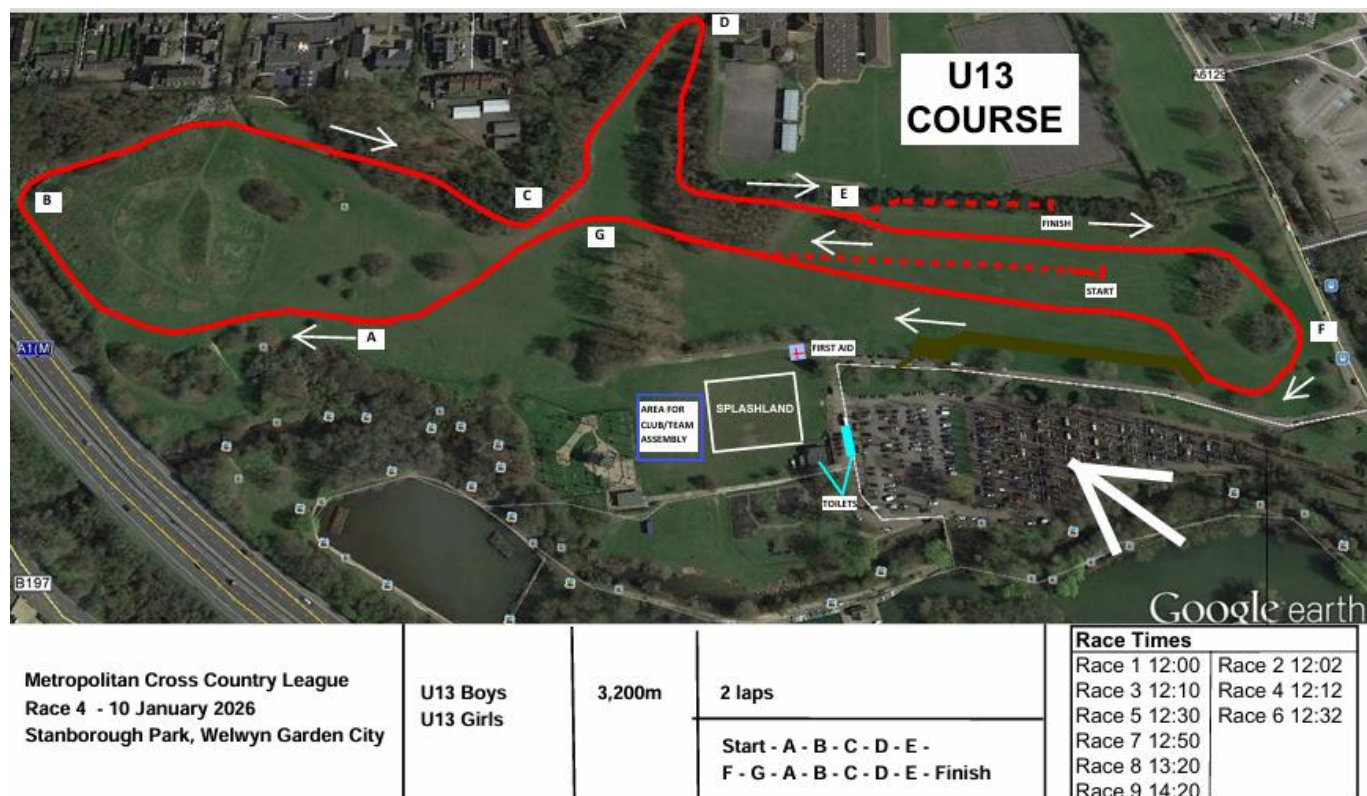 D
U13
COURSE
A6129
B
C
E
FINISH
G
START
A
F
A1(M)
FIRST AID
AREA FOR
CLUB/TEAM
ASSEMBLY
SPLASHLAND
TOILETS
B197
Google earth
Metropolitan Cross Country League
Race 4 - 10 January 2026
Stanborough Park, Welwyn Garden City
U13 Boys
U13 Girls
3,200m
2 laps
Start - A - B - C - D - E -
F - G - A - B - C - D - E - Finish
Race Times
Race 1 12:00 Race 2 12:02
Race 3 12:10 Race 4 12:12
Race 5 12:30 Race 6 12:32
Race 7 12:50
Race 8 13:20
Race 9 14:20